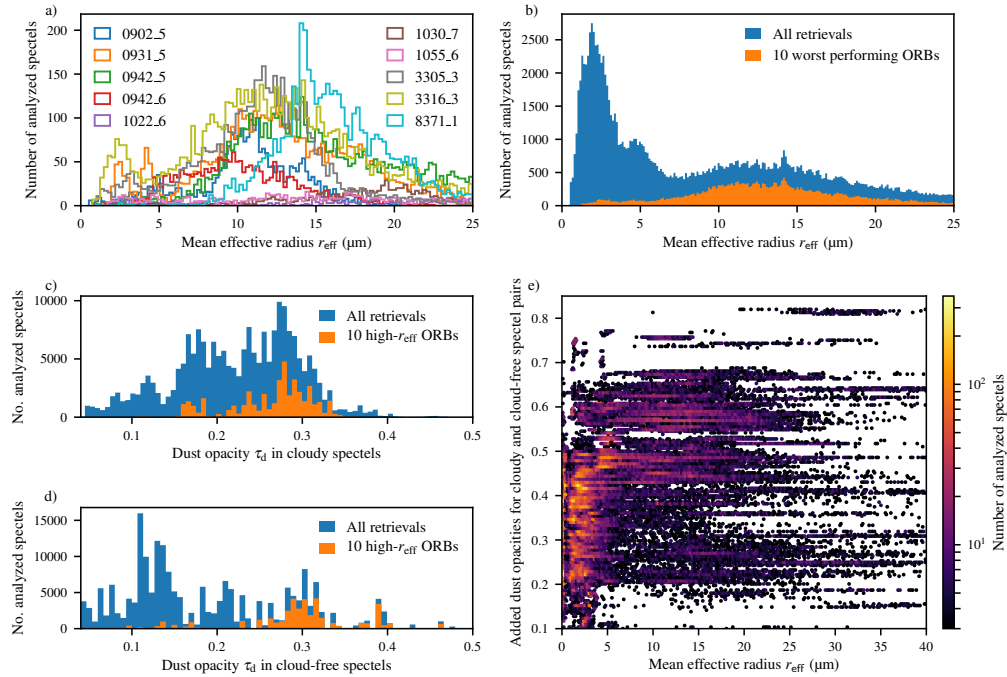 a)
Number of analyzed spectels
200
150
100
50
0
0902_5
0931_5
0942_5
0942_6
1022_6
1030_7
1055_6
3305_3
3316_3
8371_1
0 5 10 15 20 25
Mean effective radius r_eff (µm)
b)
Number of analyzed spectels
2500
2000
1500
1000
500
0
All retrievals
10 worst performing ORBs
0 5 10 15 20 25
Mean effective radius r_eff (µm)
c)
No. analyzed spectels
10000
5000
0
All retrievals
10 high-r_eff ORBs
0.1 0.2 0.3 0.4 0.5
Dust opacity τ_d in cloudy spectels
d)
No. analyzed spectels
15000
10000
5000
0
All retrievals
10 high-r_eff ORBs
0.1 0.2 0.3 0.4 0.5
Dust opacity τ_d in cloud-free spectels
e)
Added dust opacities for cloudy and cloud-free spectel pairs
0.8
0.7
0.6
0.5
0.4
0.3
0.2
0.1
0 5 10 15 20 25 30 35 40
Mean effective radius r_eff (µm)
10²
10¹
Number of analyzed spectels